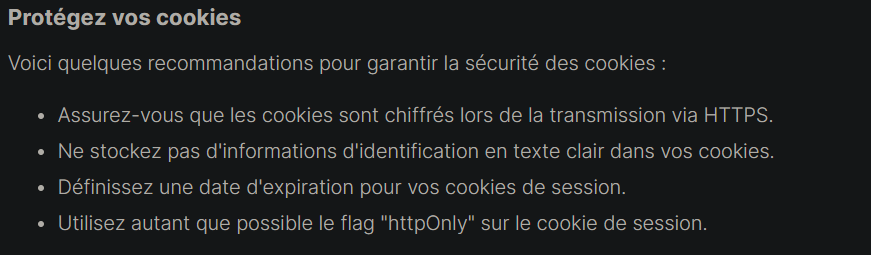 Protégez vos cookies
Voici quelques recommandations pour garantir la sécurité des cookies :
• Assurez-vous que les cookies sont chiffrés lors de la transmission via HTTPS.
• Ne stockez pas d'informations d'identification en texte clair dans vos cookies.
• Définissez une date d'expiration pour vos cookies de session.
• Utilisez autant que possible le flag "httpOnly" sur le cookie de session.